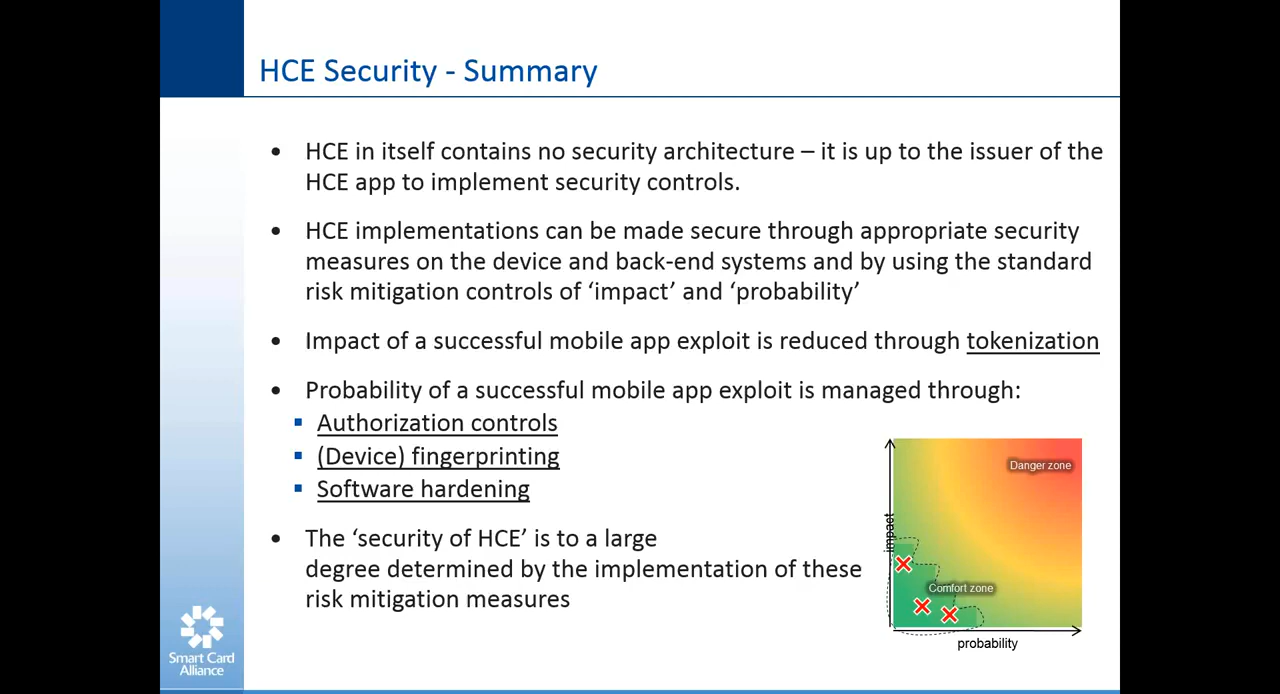 HCE Security - Summary
• HCE in itself contains no security architecture – it is up to the issuer of the
HCE app to implement security controls.
• HCE implementations can be made secure through appropriate security
measures on the device and back-end systems and by using the standard
risk mitigation controls of ‘impact’ and ‘probability’
• Impact of a successful mobile app exploit is reduced through tokenization
• Probability of a successful mobile app exploit is managed through:
▪ Authorization controls
▪ (Device) fingerprinting
▪ Software hardening
• The ‘security of HCE’ is to a large
degree determined by the implementation of these
risk mitigation measures
Danger zone
impact
Comfort zone
probability
Smart Card
Alliance